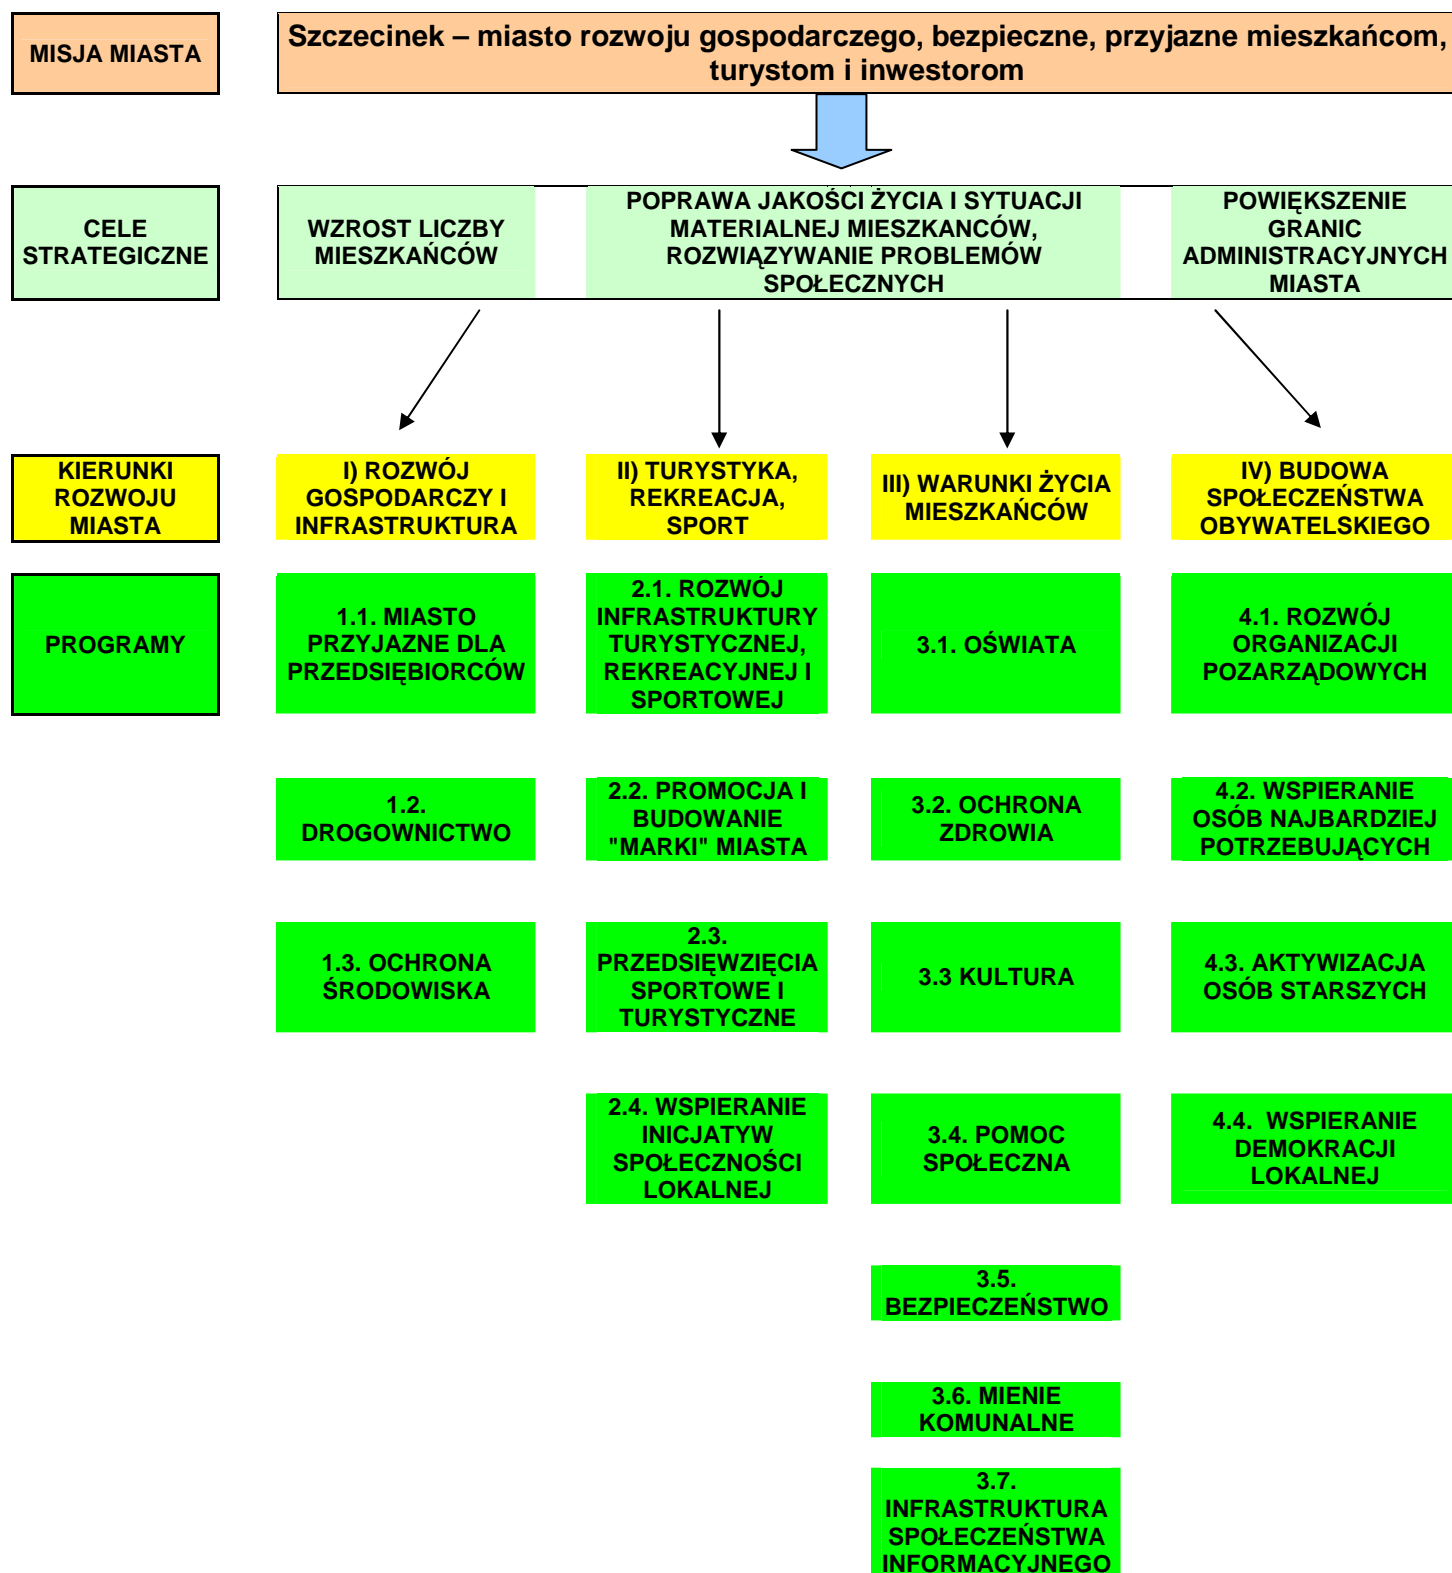 MISJA MIASTA
Szczecinek – miasto rozwoju gospodarczego, bezpieczne, przyjazne mieszkańcom,
turystom i inwestorom
CELE
STRATEGICZNE
WZROST LICZBY
MIESZKAŃCÓW
POPRAWA JAKOŚCI ŻYCIA I SYTUACJI
MATERIALNEJ MIESZKANCÓW,
ROZWIĄZYWANIE PROBLEMÓW
SPOŁECZNYCH
POWIĘKSZENIE
GRANIC
ADMINISTRACYJNYCH
MIASTA
KIERUNKI
ROZWOJU
MIASTA
I) ROZWÓJ
GOSPODARCZY I
INFRASTRUKTURA
II) TURYSTYKA,
REKREACJA,
SPORT
III) WARUNKI ŻYCIA
MIESZKAŃCÓW
IV) BUDOWA
SPOŁECZEŃSTWA
OBYWATELSKIEGO
PROGRAMY
1.1. MIASTO
PRZYJAZNE DLA
PRZEDSIĘBIORCÓW
2.1. ROZWÓJ
INFRASTRUKTURY
TURYSTYCZNEJ,
REKREACYJNEJ I
SPORTOWEJ
3.1. OŚWIATA
4.1. ROZWÓJ
ORGANIZACJI
POZARZĄDOWYCH
1.2.
DROGOWNICTWO
2.2. PROMOCJA I
BUDOWANIE
"MARKI" MIASTA
3.2. OCHRONA
ZDROWIA
4.2. WSPIERANIE
OSÓB NAJBARDZIEJ
POTRZEBUJĄCYCH
1.3. OCHRONA
ŚRODOWISKA
2.3.
PRZEDSIĘWZIĘCIA
SPORTOWE I
TURYSTYCZNE
3.3 KULTURA
4.3. AKTYWIZACJA
OSÓB STARSZYCH
2.4. WSPIERANIE
INICJATYW
SPOŁECZNOŚCI
LOKALNEJ
3.4. POMOC
SPOŁECZNA
4.4. WSPIERANIE
DEMOKRACJI
LOKALNEJ
3.5.
BEZPIECZEŃSTWO
3.6. MIENIE
KOMUNALNE
3.7.
INFRASTRUKTURA
SPOŁECZEŃSTWA
INFORMACYJNEGO